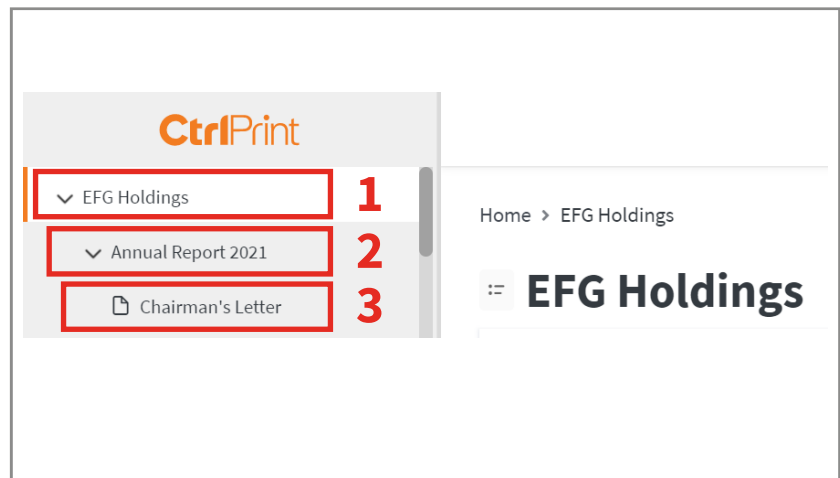 CtrlPrint
EFG Holdings 1
Annual Report 2021 2
Chairman's Letter 3
Home > EFG Holdings
EFG Holdings